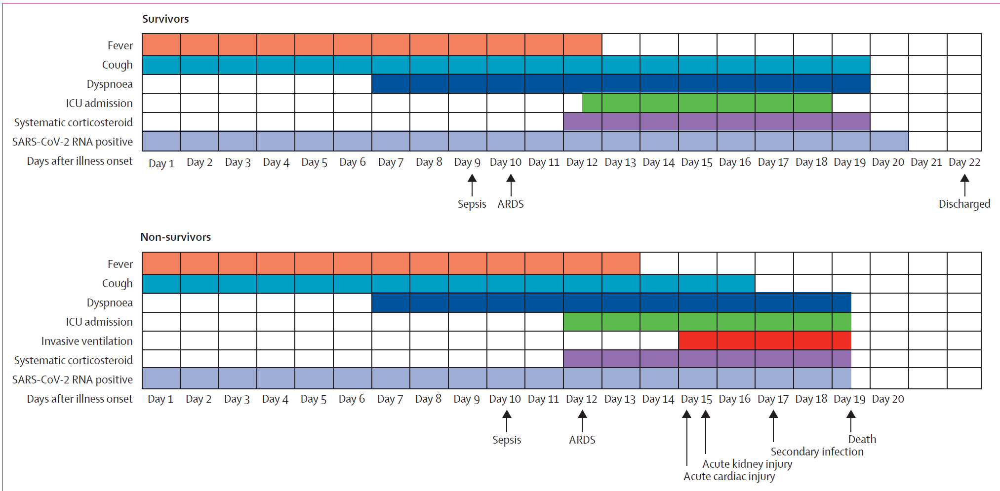 Survivors
Fever
Cough
Dyspnoea
ICU admission
Systematic corticosteroid
SARS-CoV-2 RNA positive
Days after illness onset Day 1 Day 2 Day 3 Day 4 Day 5 Day 6 Day 7 Day 8 Day 9 Day 10 Day 11 Day 12 Day 13 Day 14 Day 15 Day 16 Day 17 Day 18 Day 19 Day 20 Day 21 Day 22
Sepsis ARDS Discharged
Non-survivors
Fever
Cough
Dyspnoea
ICU admission
Invasive ventilation
Systematic corticosteroid
SARS-CoV-2 RNA positive
Days after illness onset Day 1 Day 2 Day 3 Day 4 Day 5 Day 6 Day 7 Day 8 Day 9 Day 10 Day 11 Day 12 Day 13 Day 14 Day 15 Day 16 Day 17 Day 18 Day 19 Day 20
Sepsis ARDS Death
Secondary infection
Acute kidney injury
Acute cardiac injury